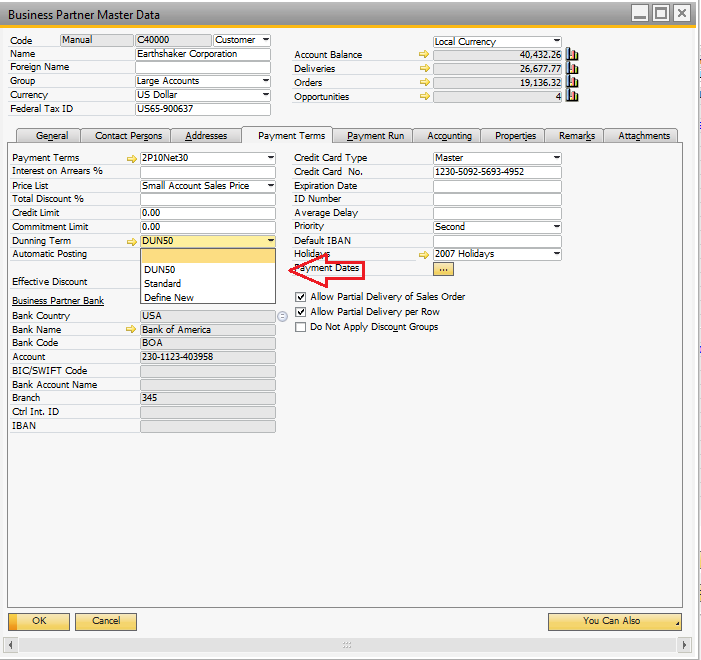 Business Partner Master Data
Code Manual C40000 Customer Local Currency
Name Earthshaker Corporation Account Balance 40,432.26
Foreign Name Deliveries 26,677.77
Group Large Accounts Orders 19,136.32
Currency US Dollar Opportunities 4
Federal Tax ID US65-900637
General Contact Persons Addresses Payment Terms Payment Run Accounting Properties Remarks Attachments
Payment Terms 2P10Net30 Credit Card Type Master
Interest on Arrears % Credit Card No. 1230-5092-5693-4952
Price List Small Account Sales Price Expiration Date
Total Discount % ID Number
Credit Limit 0.00 Average Delay
Commitment Limit 0.00 Priority Second
Dunning Term DUN50 Default IBAN
Automatic Posting Holidays 2007 Holidays
DUN50 Payment Dates ...
Effective Discount Standard
Define New Allow Partial Delivery of Sales Order
Business Partner Bank
Bank Country USA Allow Partial Delivery per Row
Bank Name Bank of America Do Not Apply Discount Groups
Bank Code BOA
Account 230-1123-403958
BIC/SWIFT Code
Bank Account Name
Branch 345
Ctrl Int. ID
IBAN
OK Cancel You Can Also